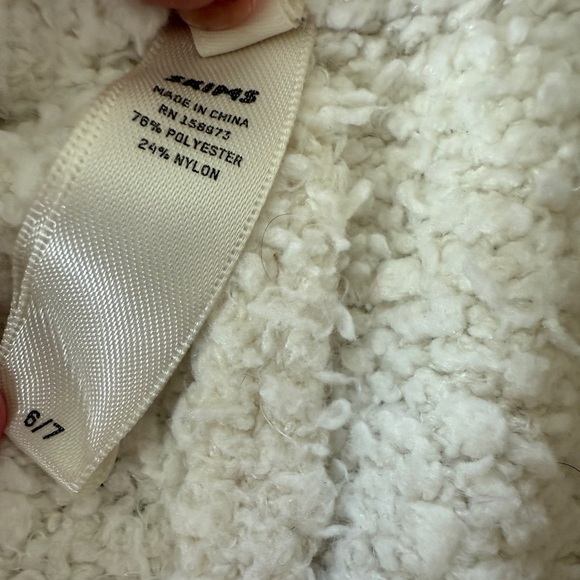 SKIMS
MADE IN CHINA
RN 158973
76% POLYESTER
24% NYLON
6/7